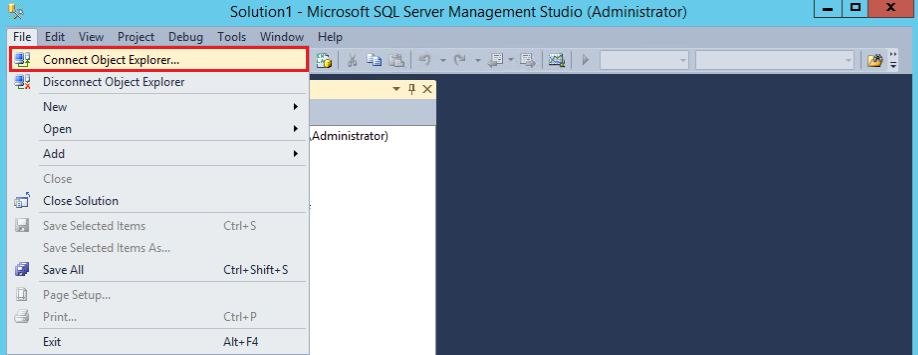 Solution1 - Microsoft SQL Server Management Studio (Administrator)
File Edit View Project Debug Tools Window Help
Connect Object Explorer...
Disconnect Object Explorer
New
Open
\Administrator)
Add
Close
Close Solution
Save Selected Items Ctrl+S
Save Selected Items As...
Save All Ctrl+Shift+S
Page Setup...
Print... Ctrl+P
Exit Alt+F4